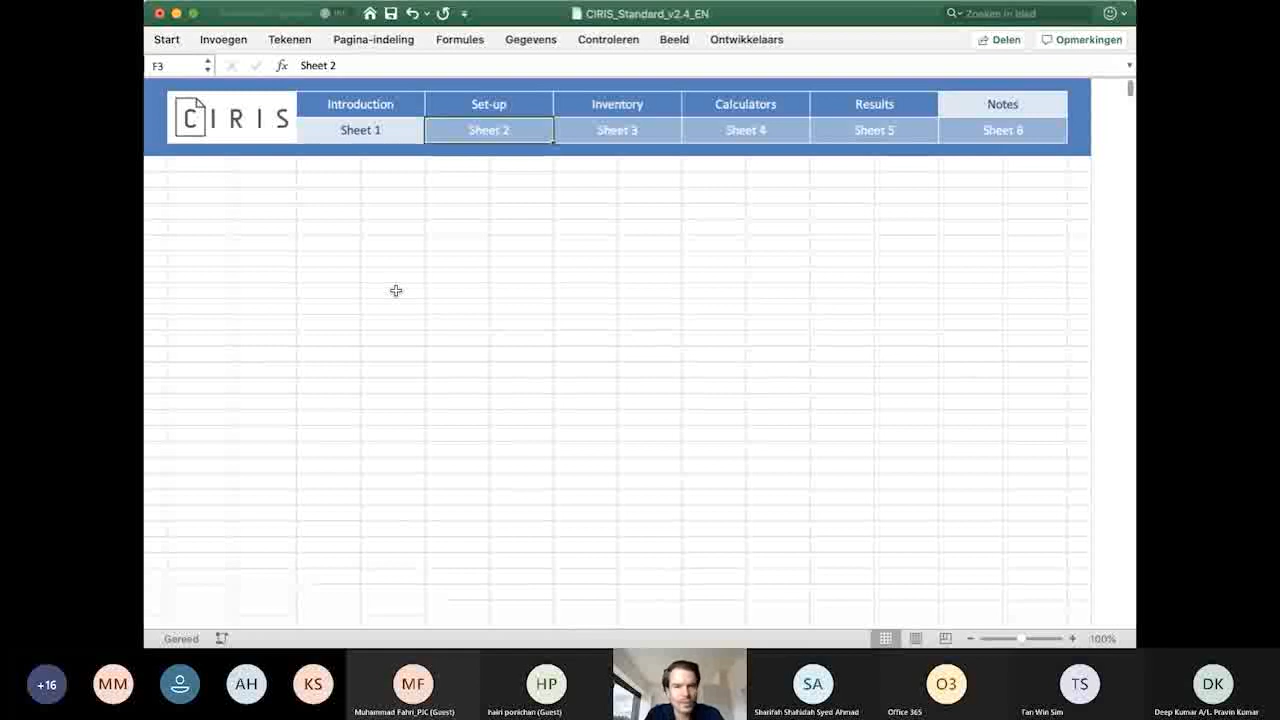 CIRIS_Standard_v2.4_EN
Zoeken in blad
Start Invoegen Tekenen Pagina-indeling Formules Gegevens Controleren Beeld Ontwikkelaars Delen Opmerkingen
F3 fx Sheet 2
CIRIS Introduction Set-up Inventory Calculators Results Notes
Sheet 1 Sheet 2 Sheet 3 Sheet 4 Sheet 5 Sheet 6
Gereed 100%
+16 MM AH KS MF HP SA O3 TS DK
Muhammad Fahri_PJC (Guest) hairi ponichan (Guest) Sharifah Shahidah Syed Ahmad Office 365 Tan Win Sim Deep Kumar A/L. Pravin Kumar